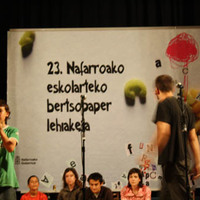 23. Nafarroako
eskolarteko
bertsopaper
lehiaketa
a
c